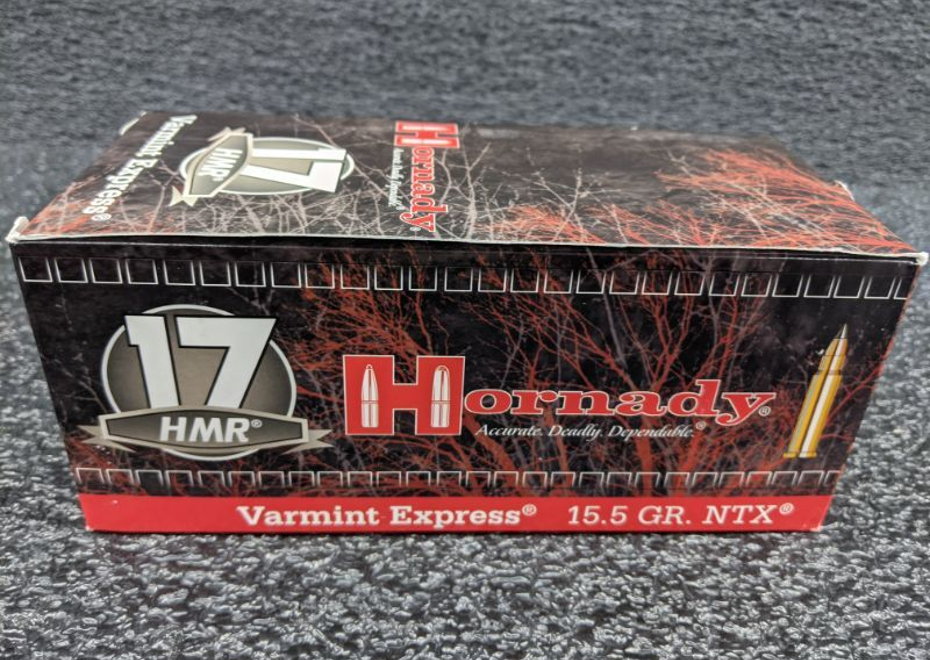 Varmint Express®
17
HMR
Hornady
17
HMR®
Hornady®
Accurate. Deadly. Dependable.®
Varmint Express® 15.5 GR. NTX®